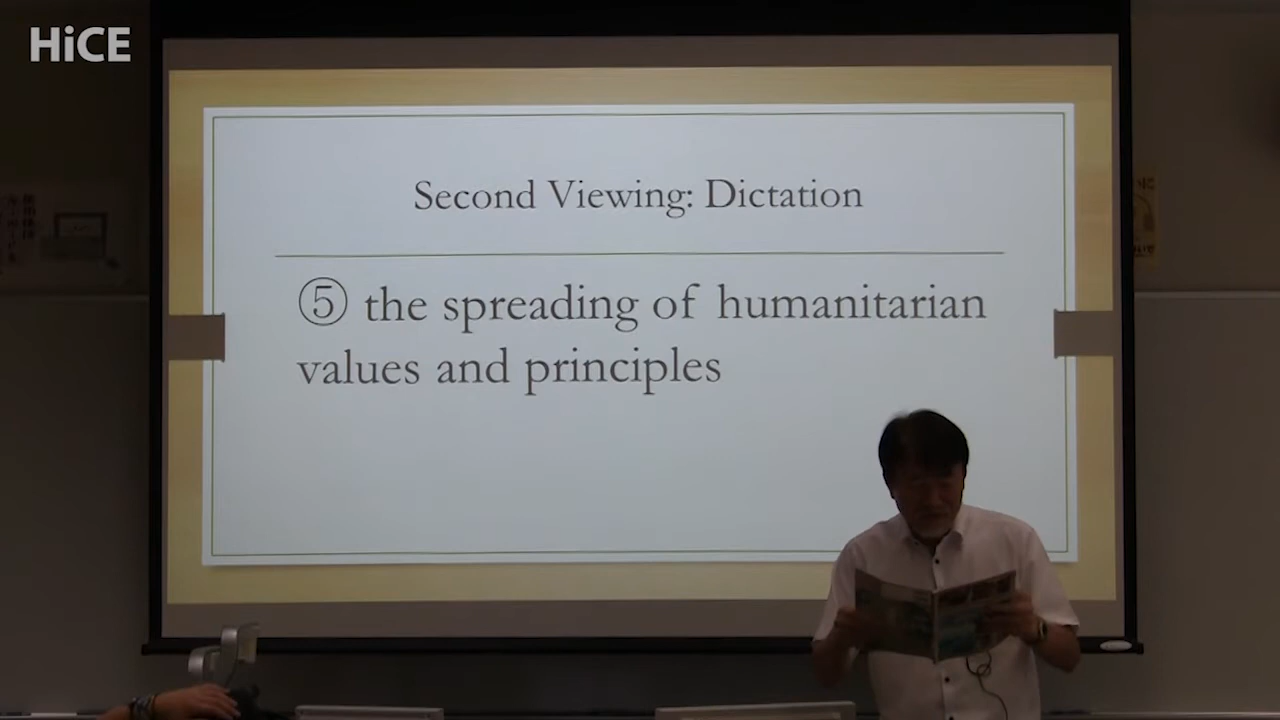 HiCE
Second Viewing: Dictation
⑤ the spreading of humanitarian
values and principles